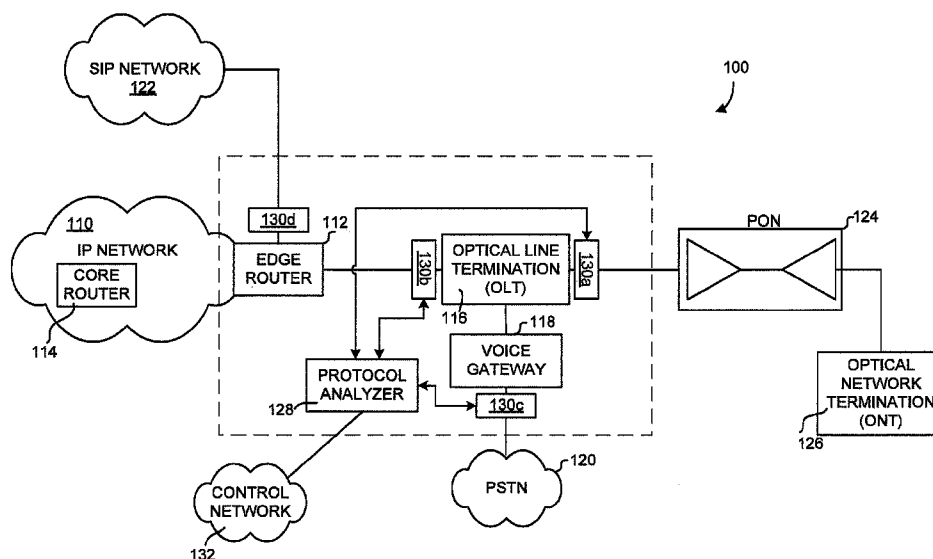 SIP NETWORK
122
100
110
IP NETWORK
CORE
ROUTER
114
130d
112
EDGE
ROUTER
130b
OPTICAL LINE
TERMINATION
(OLT)
116
130a
PON
124
118
VOICE
GATEWAY
130c
PROTOCOL
ANALYZER
128
OPTICAL
NETWORK
TERMINATION
(ONT)
126
120
PSTN
CONTROL
NETWORK
132